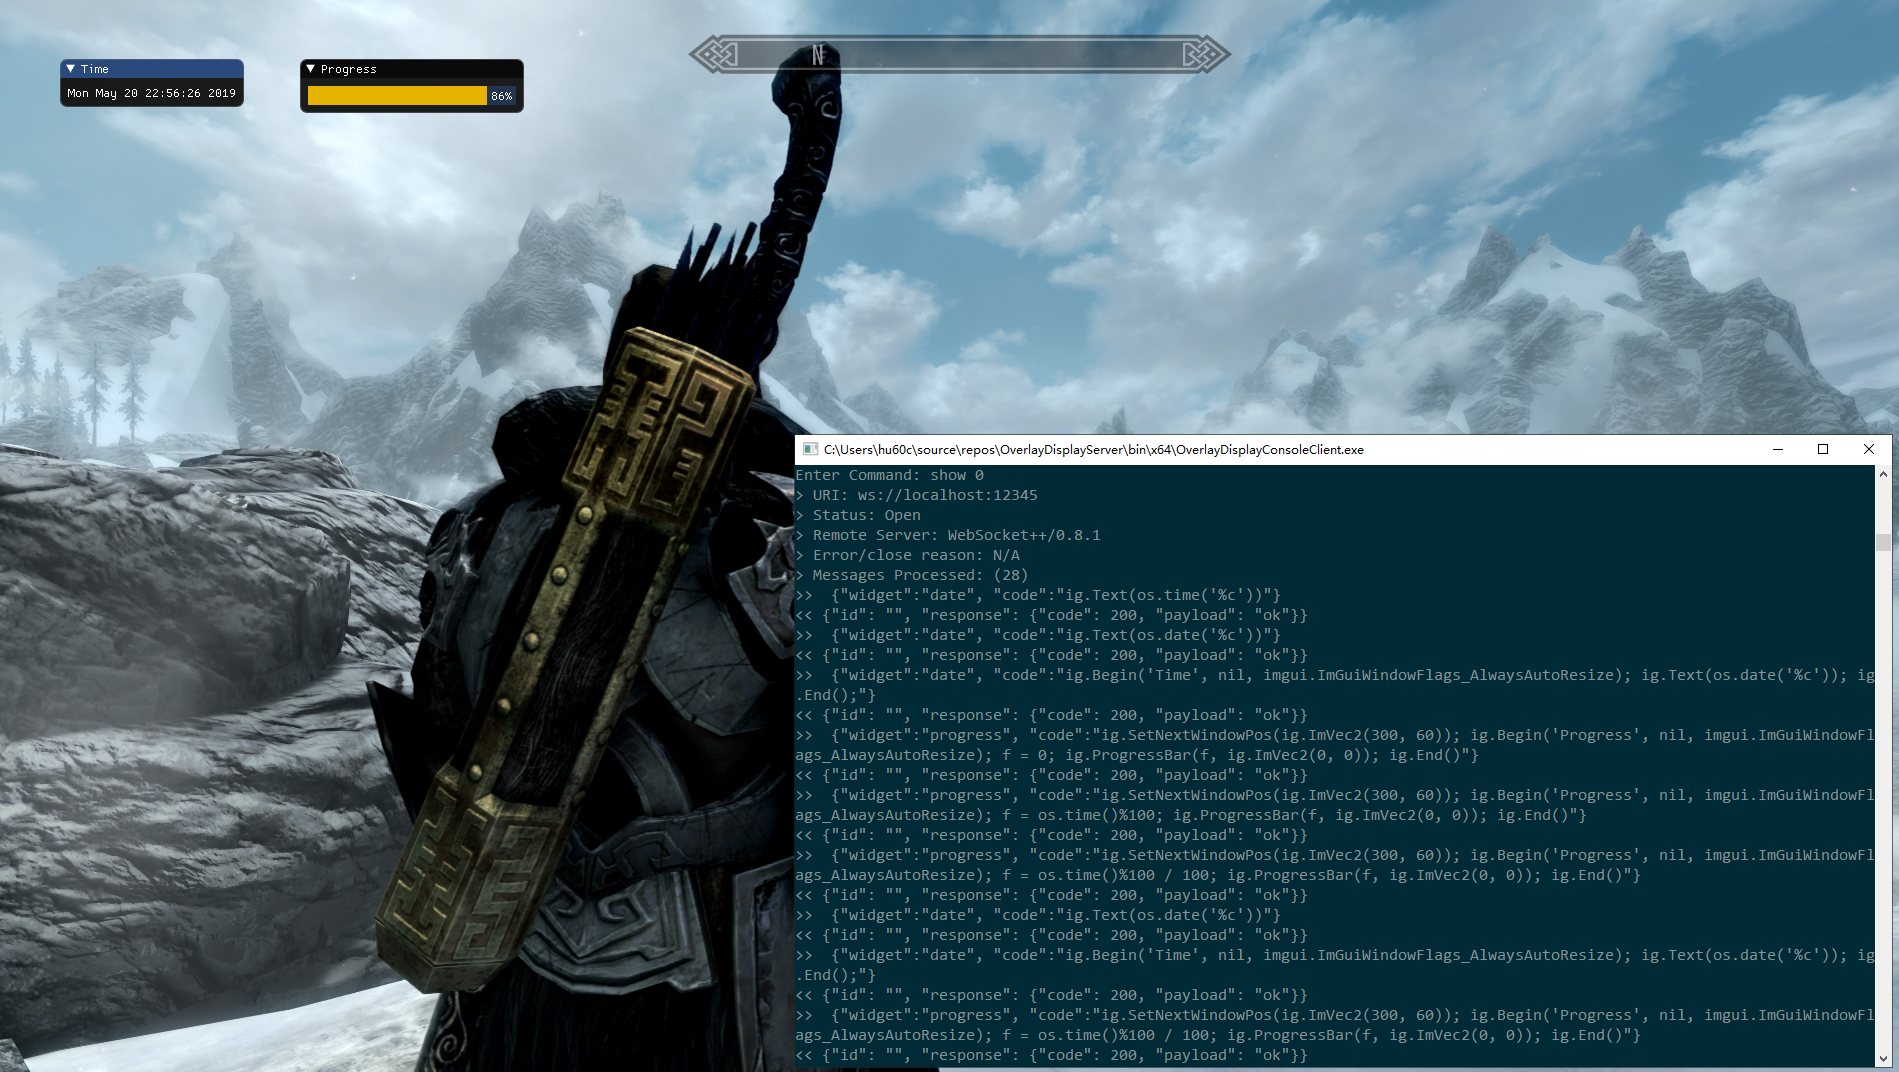 Time
Mon May 20 22:56:26 2019
Progress
86%
N
C:\Users\hu60c\source\repos\OverlayDisplayServer\bin\x64\OverlayDisplayConsoleClient.exe
Enter Command: show 0
> URI: ws://localhost:12345
> Status: Open
> Remote Server: WebSocket++/0.8.1
> Error/close reason: N/A
> Messages Processed: (28)
>>  {"widget":"date", "code":"ig.Text(os.time('%c'))"}
<< {"id": "", "response": {"code": 200, "payload": "ok"}}
>>  {"widget":"date", "code":"ig.Text(os.date('%c'))"}
<< {"id": "", "response": {"code": 200, "payload": "ok"}}
>>  {"widget":"date", "code":"ig.Begin('Time', nil, imgui.ImGuiWindowFlags_AlwaysAutoResize); ig.Text(os.date('%c')); ig
.End();"}
<< {"id": "", "response": {"code": 200, "payload": "ok"}}
>>  {"widget":"progress", "code":"ig.SetNextWindowPos(ig.ImVec2(300, 60)); ig.Begin('Progress', nil, imgui.ImGuiWindowFl
ags_AlwaysAutoResize); f = 0; ig.ProgressBar(f, ig.ImVec2(0, 0)); ig.End()"}
<< {"id": "", "response": {"code": 200, "payload": "ok"}}
>>  {"widget":"progress", "code":"ig.SetNextWindowPos(ig.ImVec2(300, 60)); ig.Begin('Progress', nil, imgui.ImGuiWindowFl
ags_AlwaysAutoResize); f = os.time()%100; ig.ProgressBar(f, ig.ImVec2(0, 0)); ig.End()"}
<< {"id": "", "response": {"code": 200, "payload": "ok"}}
>>  {"widget":"progress", "code":"ig.SetNextWindowPos(ig.ImVec2(300, 60)); ig.Begin('Progress', nil, imgui.ImGuiWindowFl
ags_AlwaysAutoResize); f = os.time()%100 / 100; ig.ProgressBar(f, ig.ImVec2(0, 0)); ig.End()"}
<< {"id": "", "response": {"code": 200, "payload": "ok"}}
>>  {"widget":"date", "code":"ig.Text(os.date('%c'))"}
<< {"id": "", "response": {"code": 200, "payload": "ok"}}
>>  {"widget":"date", "code":"ig.Begin('Time', nil, imgui.ImGuiWindowFlags_AlwaysAutoResize); ig.Text(os.date('%c')); ig
.End();"}
<< {"id": "", "response": {"code": 200, "payload": "ok"}}
>>  {"widget":"progress", "code":"ig.SetNextWindowPos(ig.ImVec2(300, 60)); ig.Begin('Progress', nil, imgui.ImGuiWindowFl
ags_AlwaysAutoResize); f = os.time()%100 / 100; ig.ProgressBar(f, ig.ImVec2(0, 0)); ig.End()"}
<< {"id": "", "response": {"code": 200, "payload": "ok"}}